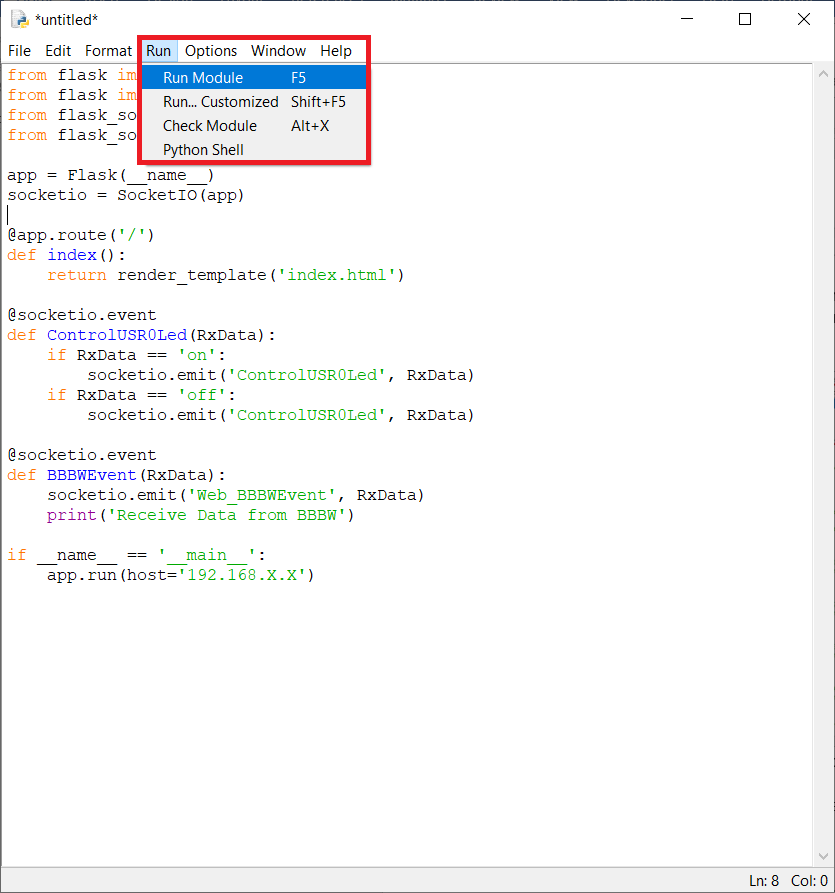 *untitled*
File Edit Format Run Options Window Help
Run Module F5
Run... Customized Shift+F5
Check Module Alt+X
Python Shell
from flask im
from flask im
from flask_so
from flask_so
app = Flask(__name__)
socketio = SocketIO(app)
@app.route('/')
def index():
return render_template('index.html')
@socketio.event
def ControlUSR0Led(RxData):
if RxData == 'on':
socketio.emit('ControlUSR0Led', RxData)
if RxData == 'off':
socketio.emit('ControlUSR0Led', RxData)
@socketio.event
def BBBWEvent(RxData):
socketio.emit('Web_BBBWEvent', RxData)
print('Receive Data from BBBW')
if __name__ == '__main__':
app.run(host='192.168.X.X')
Ln: 8 Col: 0